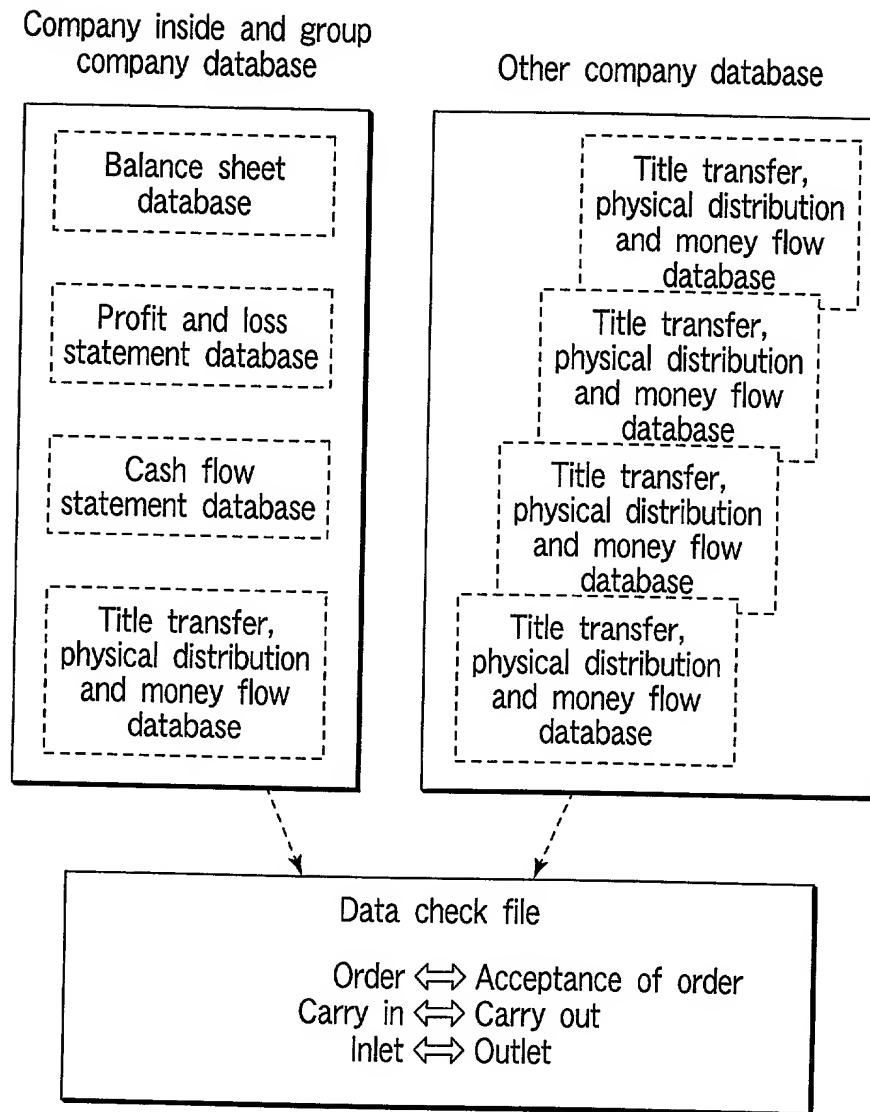 Company inside and group
company database
Balance sheet
database
Profit and loss
statement database
Cash flow
statement database
Title transfer,
physical distribution
and money flow
database
Other company database
Title transfer,
physical distribution
and money flow
database
Title transfer,
physical distribution
and money flow
database
Title transfer,
physical distribution
and money flow
database
Title transfer,
physical distribution
and money flow
database
Data check file
Order ⇔ Acceptance of order
Carry in ⇔ Carry out
Inlet ⇔ Outlet